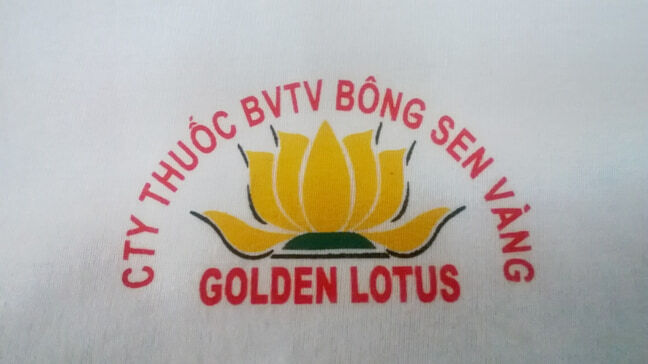 CTY THUỐC BVTV BÔNG SEN VÀNG
GOLDEN LOTUS